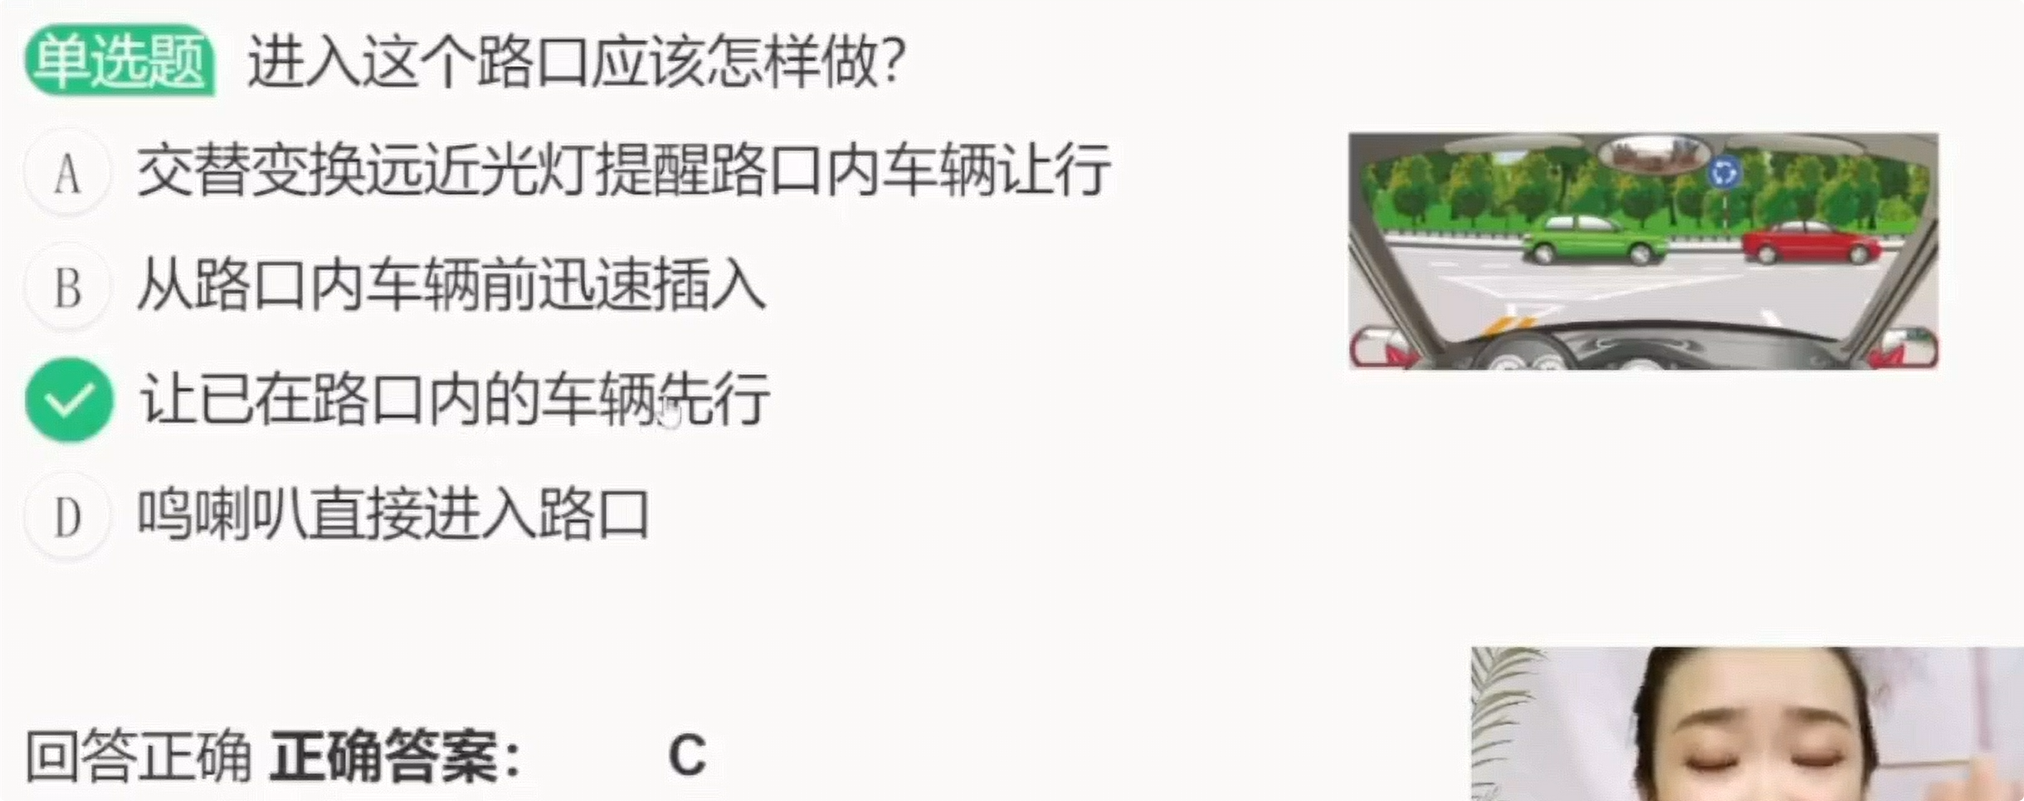 单选题 进入这个路口应该怎样做?
A 交替变换远近光灯提醒路口内车辆让行
B 从路口内车辆前迅速插入
让已在路口内的车辆先行
D 鸣喇叭直接进入路口
回答正确 正确答案： C